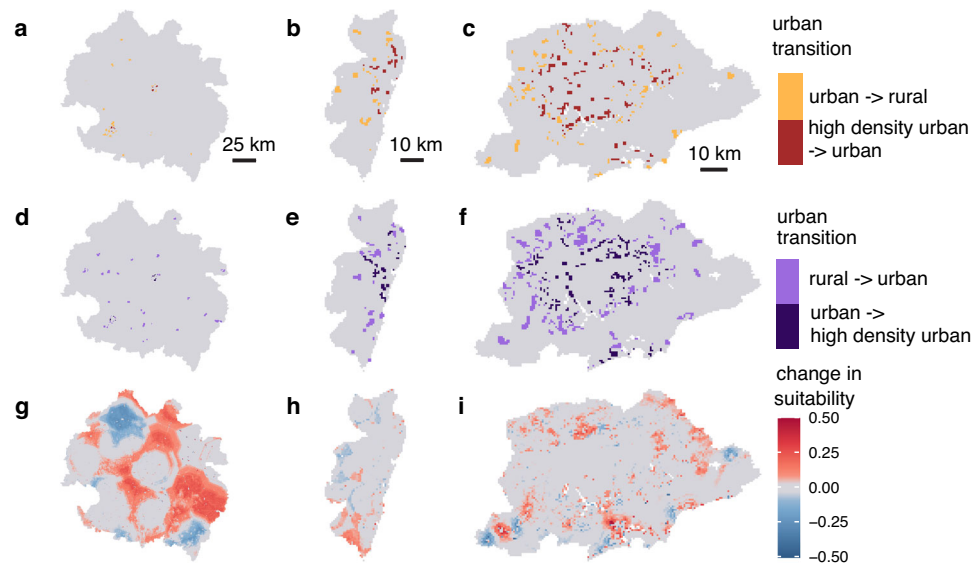 a
b
c
urban
transition
urban -> rural
high density urban
-> urban
25 km
10 km
10 km
d
e
f
urban
transition
rural -> urban
urban ->
high density urban
g
h
i
change in
suitability
0.50
0.25
0.00
−0.25
−0.50